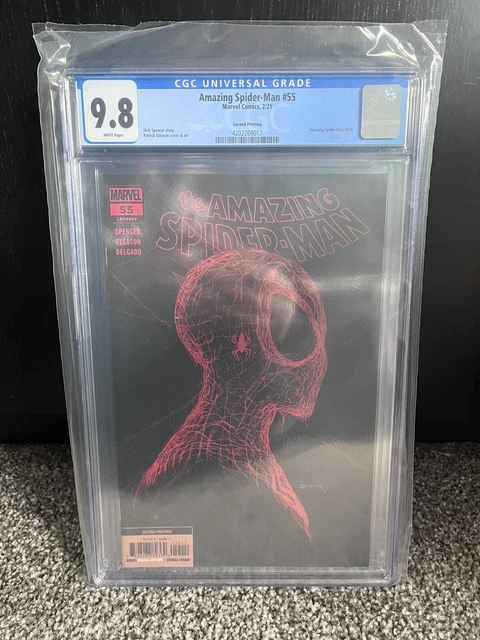 CGC UNIVERSAL GRADE
9.8
WHITE Pages
Amazing Spider-Man #55
Marvel Comics, 2/21
Second Printing
Nick Spencer story
Patrick Gleason cover & art
4202209017
MARVEL
55
SPENCER
GLEASON
DELGADO
the AMAZING
SPIDER-MAN
SECOND PRINTING